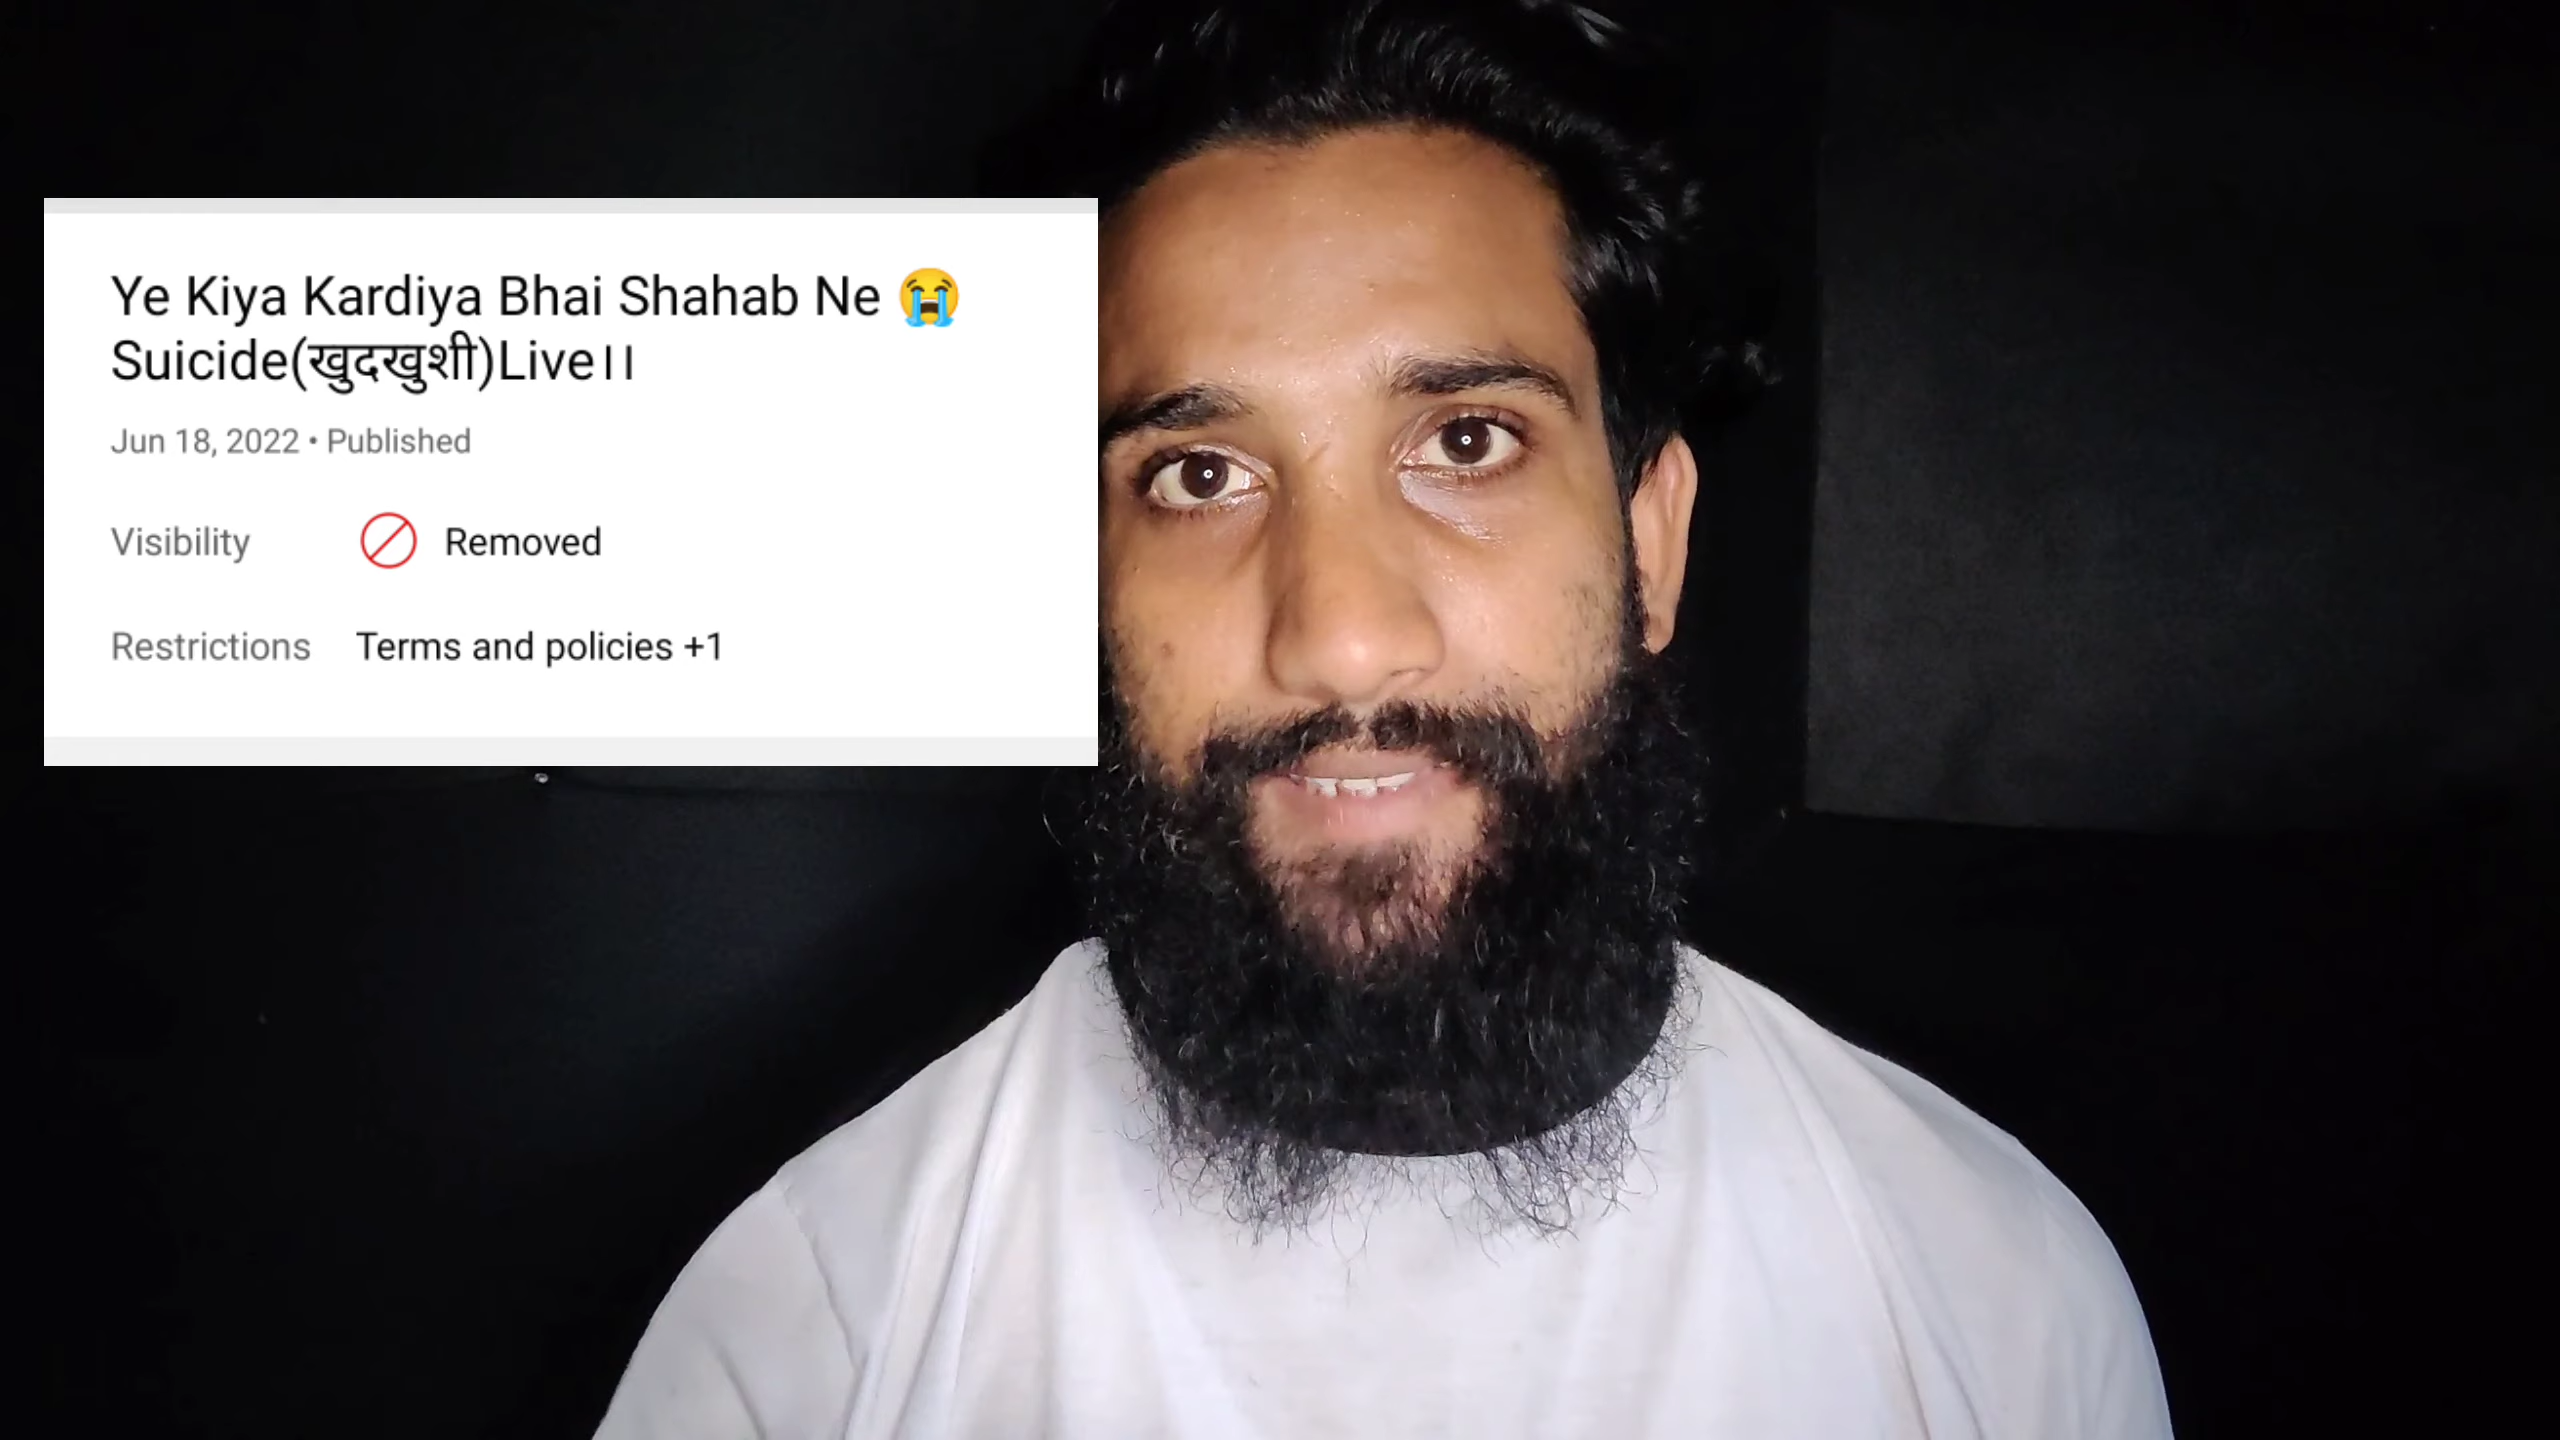 Ye Kiya Kardiya Bhai Shahab Ne 😭
Suicide(खुदखुशी)Live।।
Jun 18, 2022 • Published
Visibility Removed
Restrictions Terms and policies +1